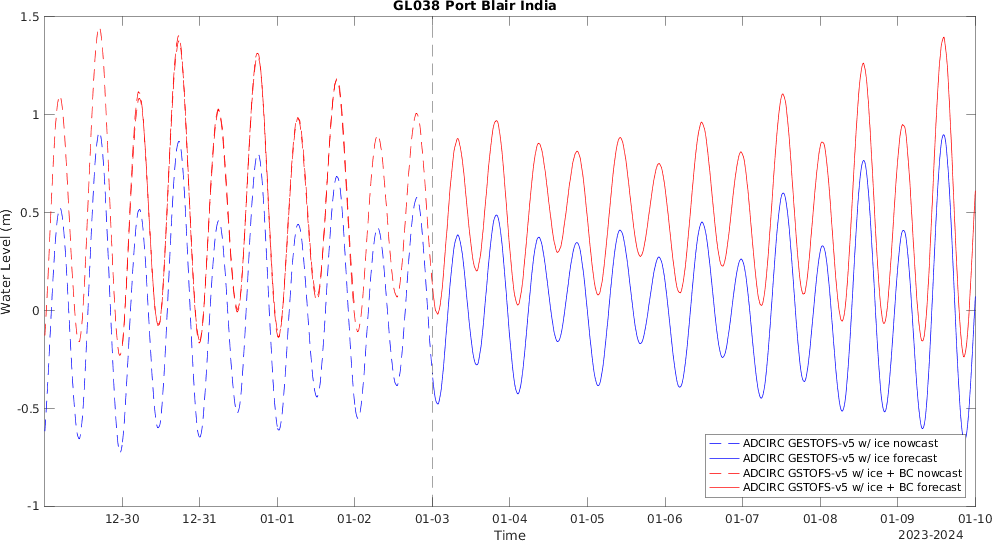 GL038 Port Blair India
1.5
1
0.5
0
-0.5
-1
Water Level (m)
ADCIRC GESTOFS-v5 w/ ice nowcast
ADCIRC GESTOFS-v5 w/ ice forecast
ADCIRC GSTOFS-v5 w/ ice + BC nowcast
ADCIRC GSTOFS-v5 w/ ice + BC forecast
12-30 12-31 01-01 01-02 01-03 01-04 01-05 01-06 01-07 01-08 01-09 01-10
Time
2023-2024